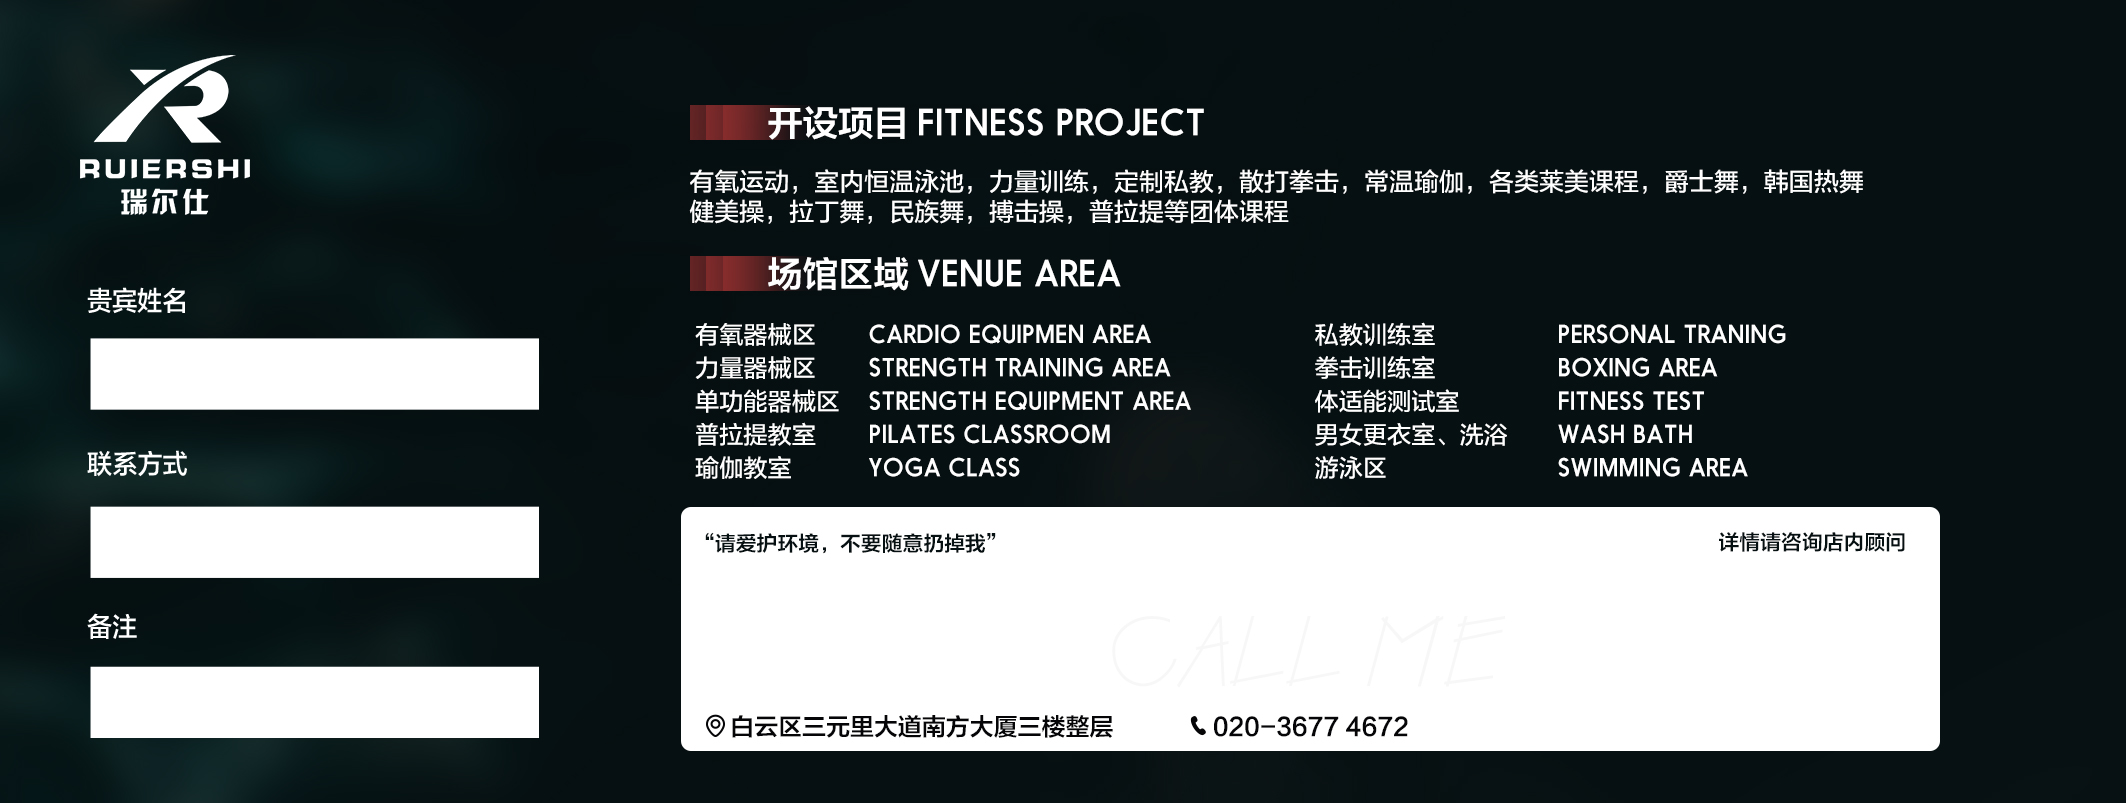 RUIERSHI
瑞尔仕
贵宾姓名
联系方式
备注
开设项目 FITNESS PROJECT
有氧运动，室内恒温泳池，力量训练，定制私教，散打拳击，常温瑜伽，各类莱美课程，爵士舞，韩国热舞
健美操，拉丁舞，民族舞，搏击操，普拉提等团体课程
场馆区域 VENUE AREA
有氧器械区 CARDIO EQUIPMEN AREA 私教训练室 PERSONAL TRANING
力量器械区 STRENGTH TRAINING AREA 拳击训练室 BOXING AREA
单功能器械区 STRENGTH EQUIPMENT AREA 体适能测试室 FITNESS TEST
普拉提教室 PILATES CLASSROOM 男女更衣室、洗浴 WASH BATH
瑜伽教室 YOGA CLASS 游泳区 SWIMMING AREA
“请爱护环境，不要随意扔掉我” 详情请咨询店内顾问
CALL ME
白云区三元里大道南方大厦三楼整层 020-3677 4672